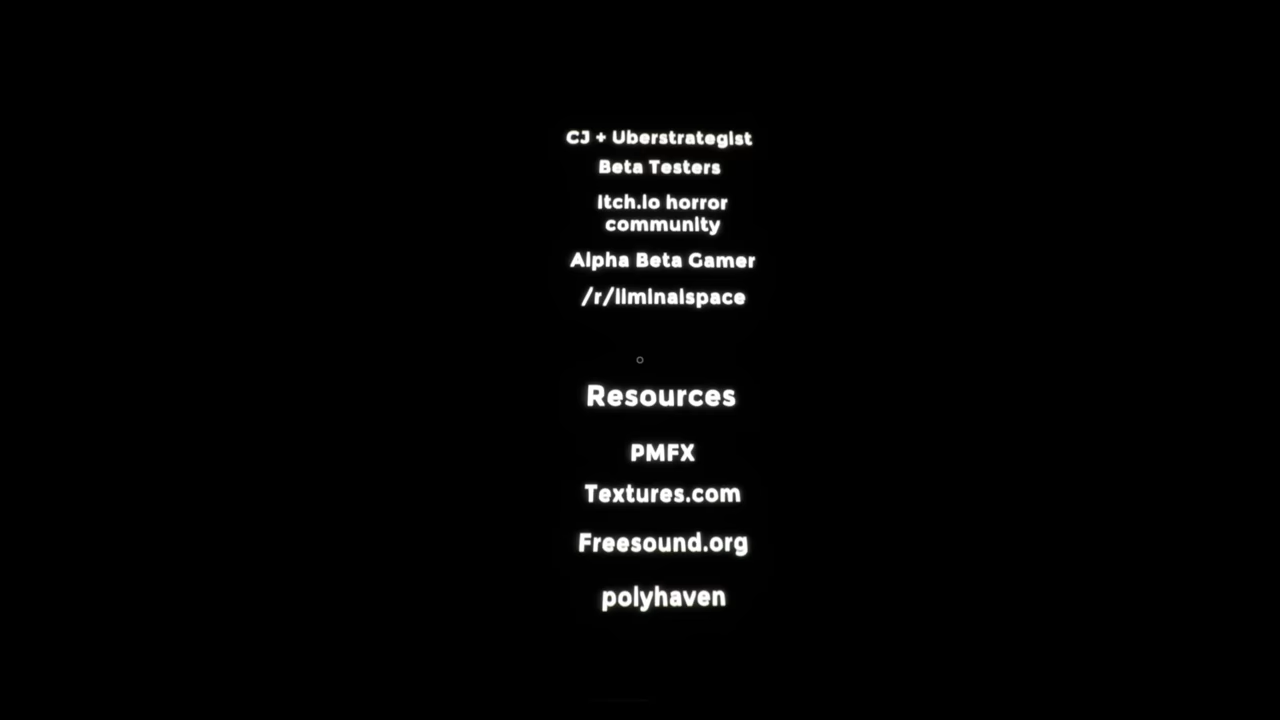 CJ + Uberstrategist
Beta Testers
Itch.io horror
community
Alpha Beta Gamer
/r/liminalspace
Resources
PMFX
Textures.com
Freesound.org
polyhaven